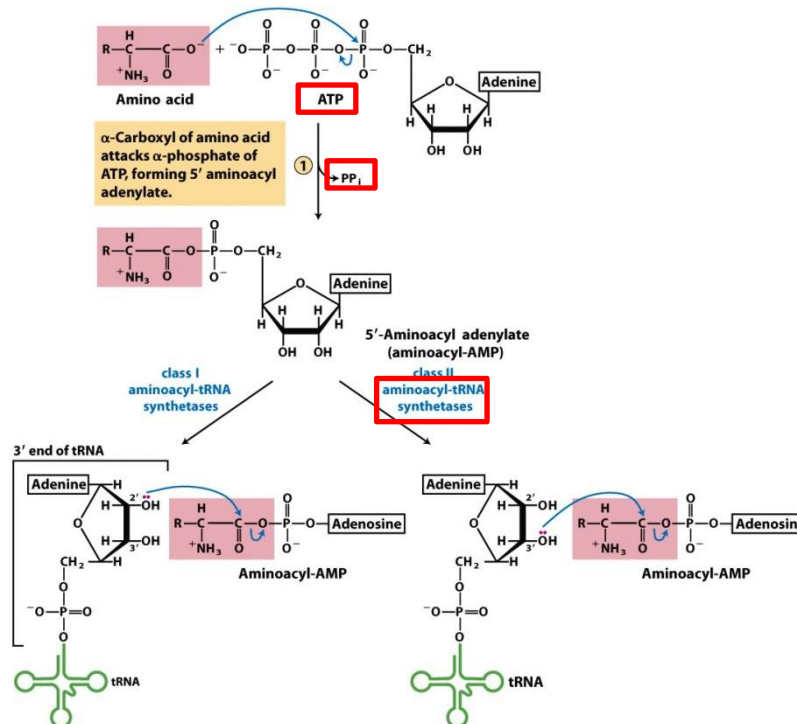 R–C–C–O⁻ + ⁻O–P–O–P–O–P–O–CH₂
H
O
O
O
O
⁺NH₃
O
O⁻
O⁻
O⁻
O
Adenine
H
H
H
H
OH
OH
Amino acid
ATP
α-Carboxyl of amino acid
attacks α-phosphate of
ATP, forming 5′ aminoacyl
adenylate.
1
PPᵢ
H
O
R–C–C–O–P–O–CH₂
⁺NH₃
O
O⁻
O
Adenine
H
H
H
H
OH
OH
5′-Aminoacyl adenylate
(aminoacyl-AMP)
class I
aminoacyl-tRNA
synthetases
class II
aminoacyl-tRNA
synthetases
3′ end of tRNA
Adenine
H
2′
H
OH
O
H
3′
OH
CH₂
H
O
⁻O–P=O
O
tRNA
H
O
R–C–C–O–P–O–Adenosine
⁺NH₃
O
O⁻
Aminoacyl-AMP
Adenine
H
2′
H
OH
O
H
3′
OH
CH₂
H
O
⁻O–P=O
O
tRNA
H
O
R–C–C–O–P–O–Adenosine
⁺NH₃
O
O⁻
Aminoacyl-AMP